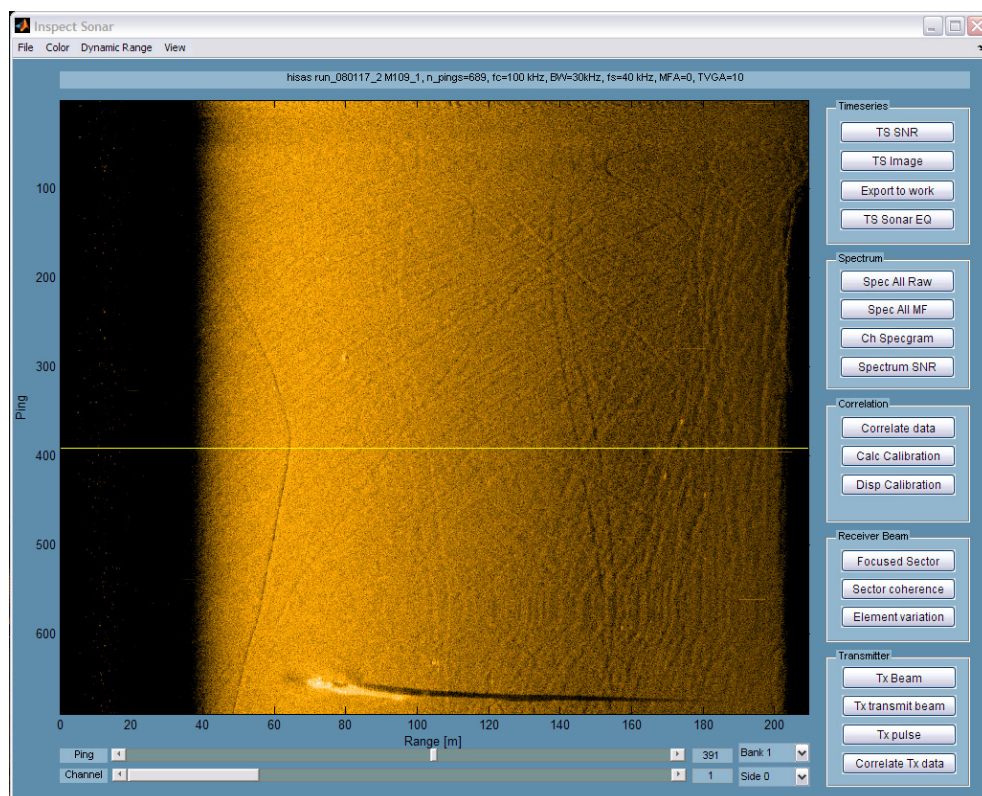 Inspect Sonar
File Color Dynamic Range View
hisas run_080117_2 M109_1, n_pings=689, fc=100 kHz, BW=30kHz, fs=40 kHz, MFA=0, TVGA=10
Timeseries
TS SNR
TS Image
Export to work
TS Sonar EQ
Spectrum
Spec All Raw
Spec All MF
Ch Specgram
Spectrum SNR
Correlation
Correlate data
Calc Calibration
Disp Calibration
Receiver Beam
Focused Sector
Sector coherence
Element variation
Transmitter
Tx Beam
Tx transmit beam
Tx pulse
Correlate Tx data
Ping
100
200
300
400
500
600
0 20 40 60 80 100 120 140 160 180 200
Range [m]
Ping 391 Bank 1
Channel 1 Side 0